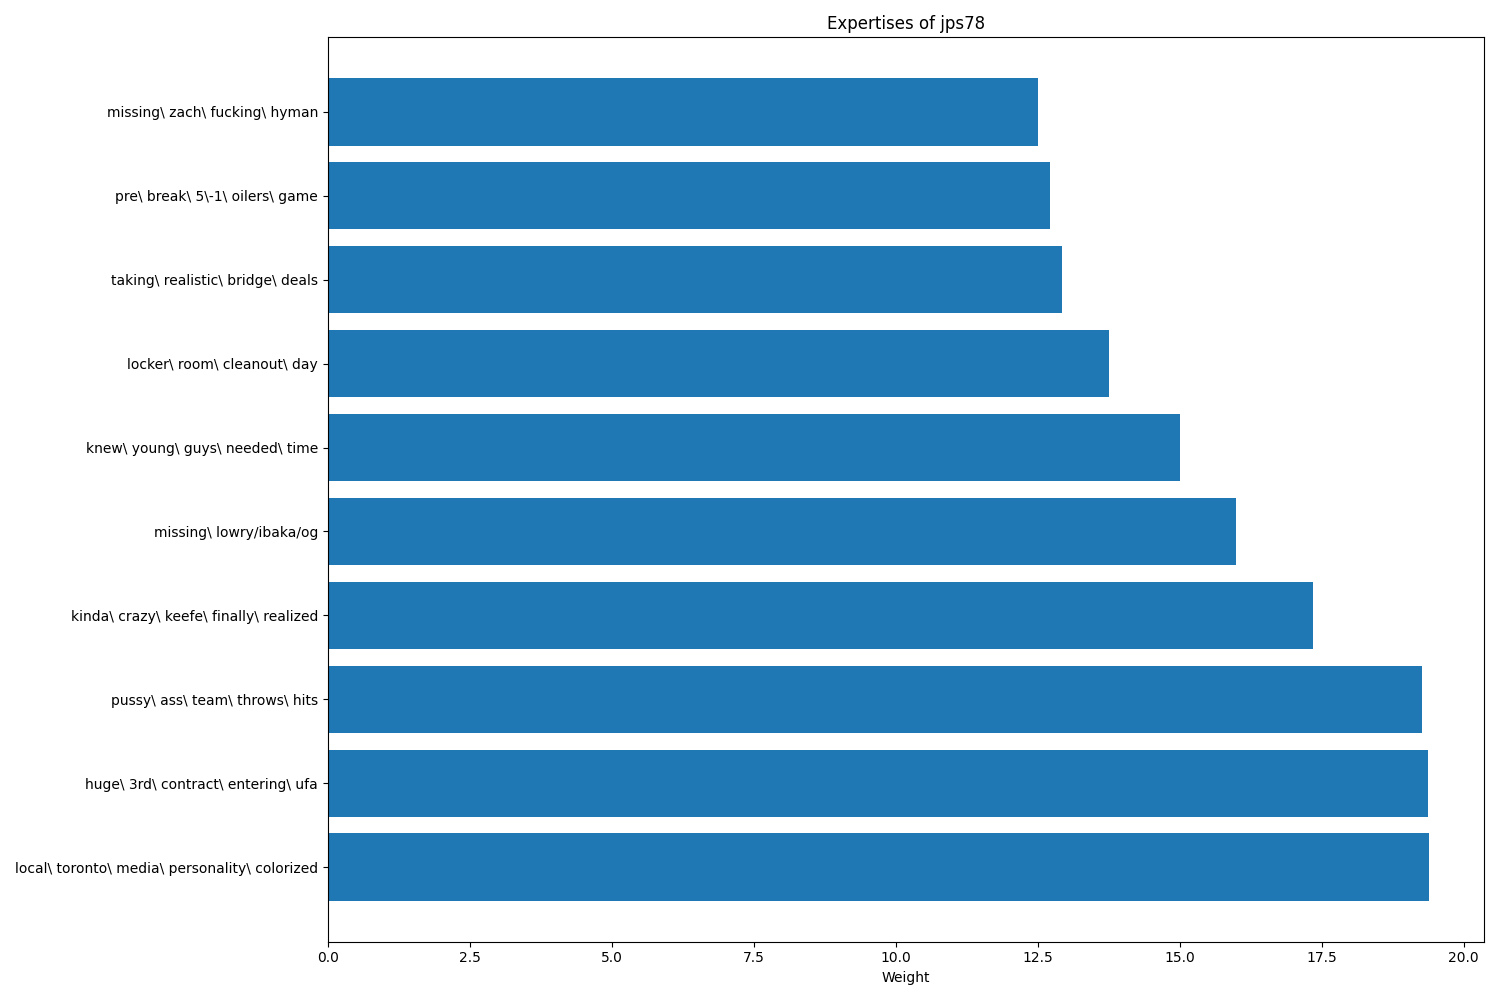 Expertises of jps78
missing\ zach\ fucking\ hyman
pre\ break\ 5\-1\ oilers\ game
taking\ realistic\ bridge\ deals
locker\ room\ cleanout\ day
knew\ young\ guys\ needed\ time
missing\ lowry/ibaka/og
kinda\ crazy\ keefe\ finally\ realized
pussy\ ass\ team\ throws\ hits
huge\ 3rd\ contract\ entering\ ufa
local\ toronto\ media\ personality\ colorized
0.0 2.5 5.0 7.5 10.0 12.5 15.0 17.5 20.0
Weight